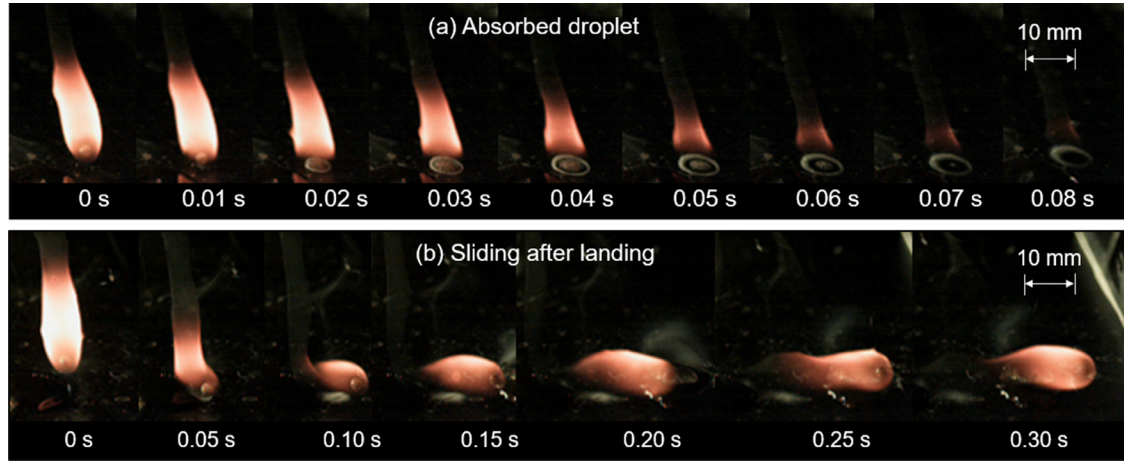 (a) Absorbed droplet
10 mm
0 s
0.01 s
0.02 s
0.03 s
0.04 s
0.05 s
0.06 s
0.07 s
0.08 s
(b) Sliding after landing
10 mm
0 s
0.05 s
0.10 s
0.15 s
0.20 s
0.25 s
0.30 s